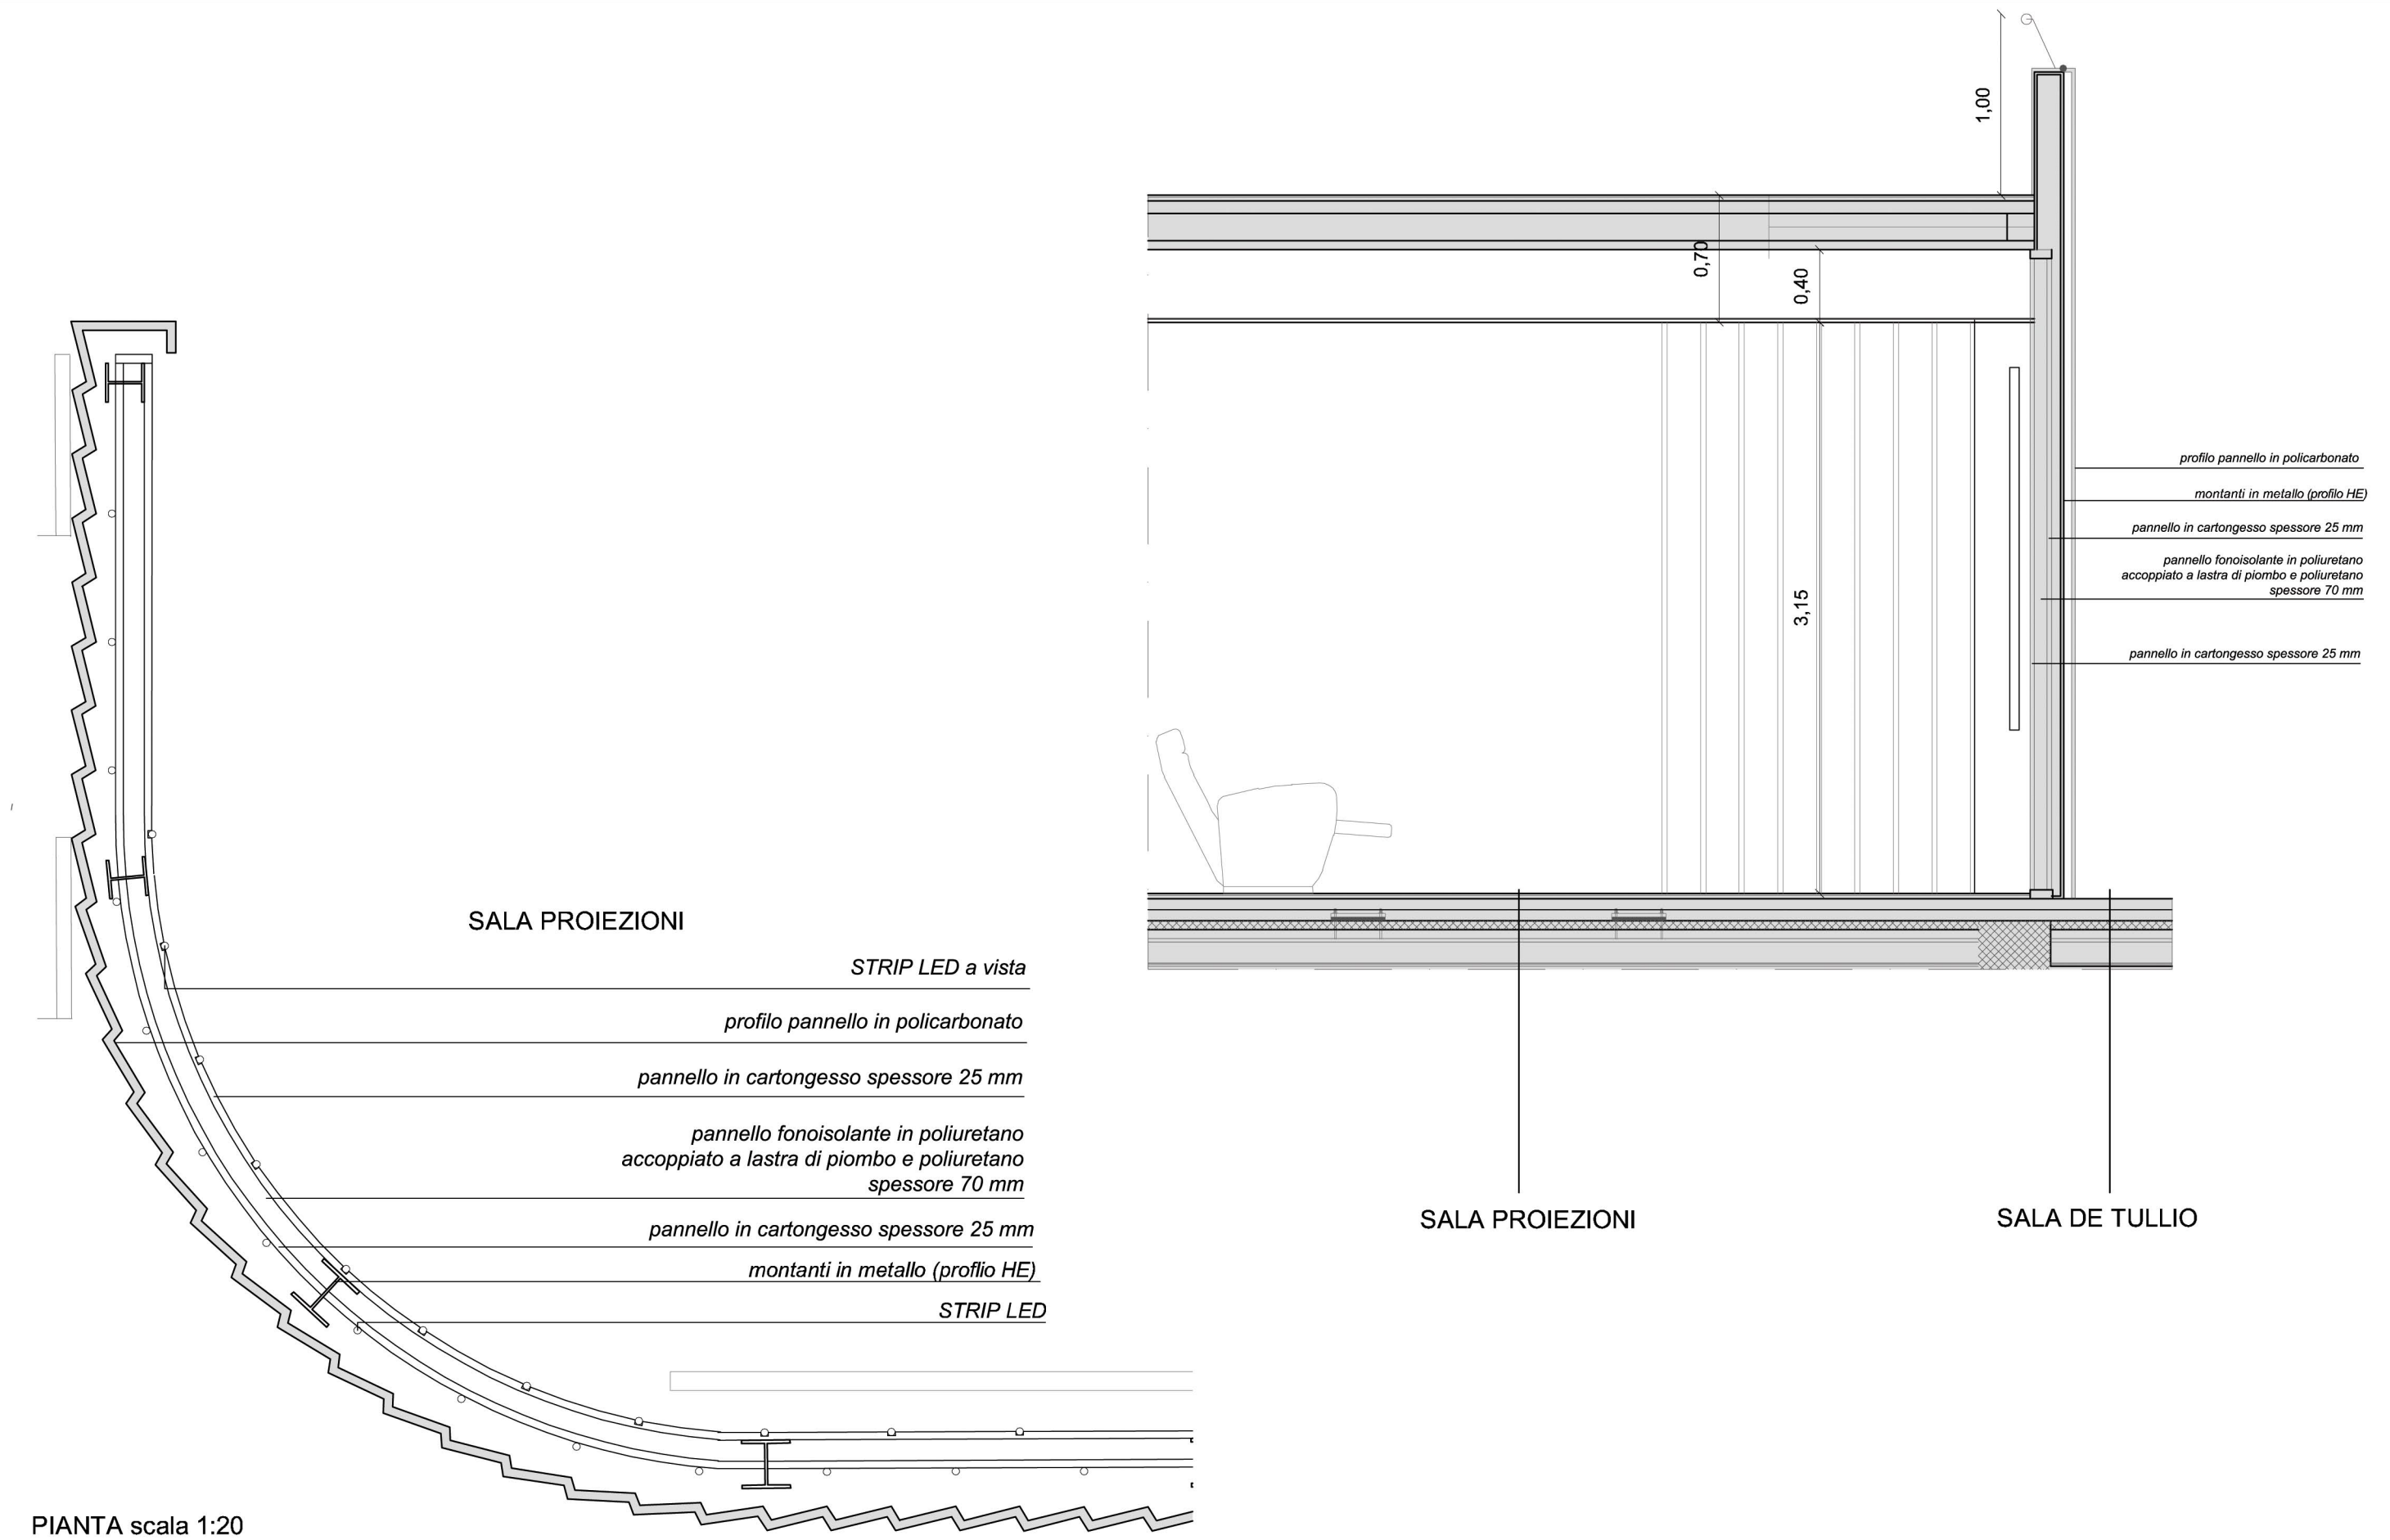 SALA PROIEZIONI
STRIP LED a vista
profilo pannello in policarbonato
pannello in cartongesso spessore 25 mm
pannello fonoisolante in poliuretano
accoppiato a lastra di piombo e poliuretano
spessore 70 mm
pannello in cartongesso spessore 25 mm
montanti in metallo (proflio HE)
STRIP LED
PIANTA scala 1:20
1,00
0,70
0,40
3,15
profilo pannello in policarbonato
montanti in metallo (profilo HE)
pannello in cartongesso spessore 25 mm
pannello fonoisolante in poliuretano
accoppiato a lastra di piombo e poliuretano
spessore 70 mm
pannello in cartongesso spessore 25 mm
SALA PROIEZIONI
SALA DE TULLIO